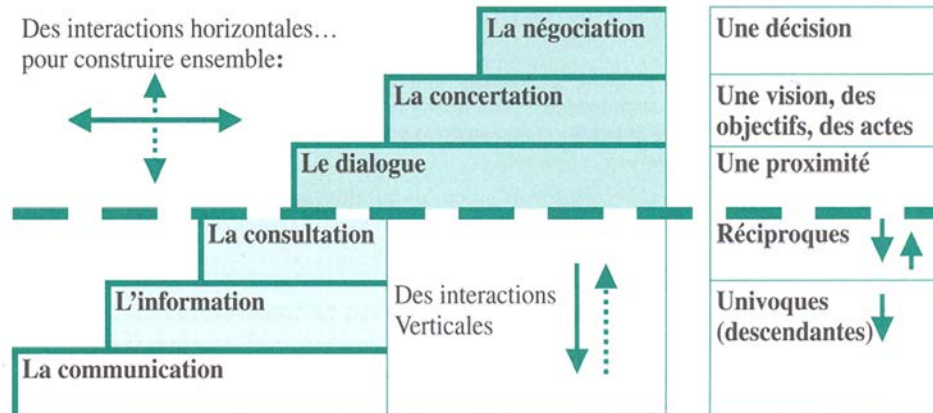 Des interactions horizontales…
pour construire ensemble:
La négociation
Une décision
La concertation
Une vision, des
objectifs, des actes
Le dialogue
Une proximité
La consultation
Réciproques
L'information
Des interactions
Verticales
Univoques
(descendantes)
La communication